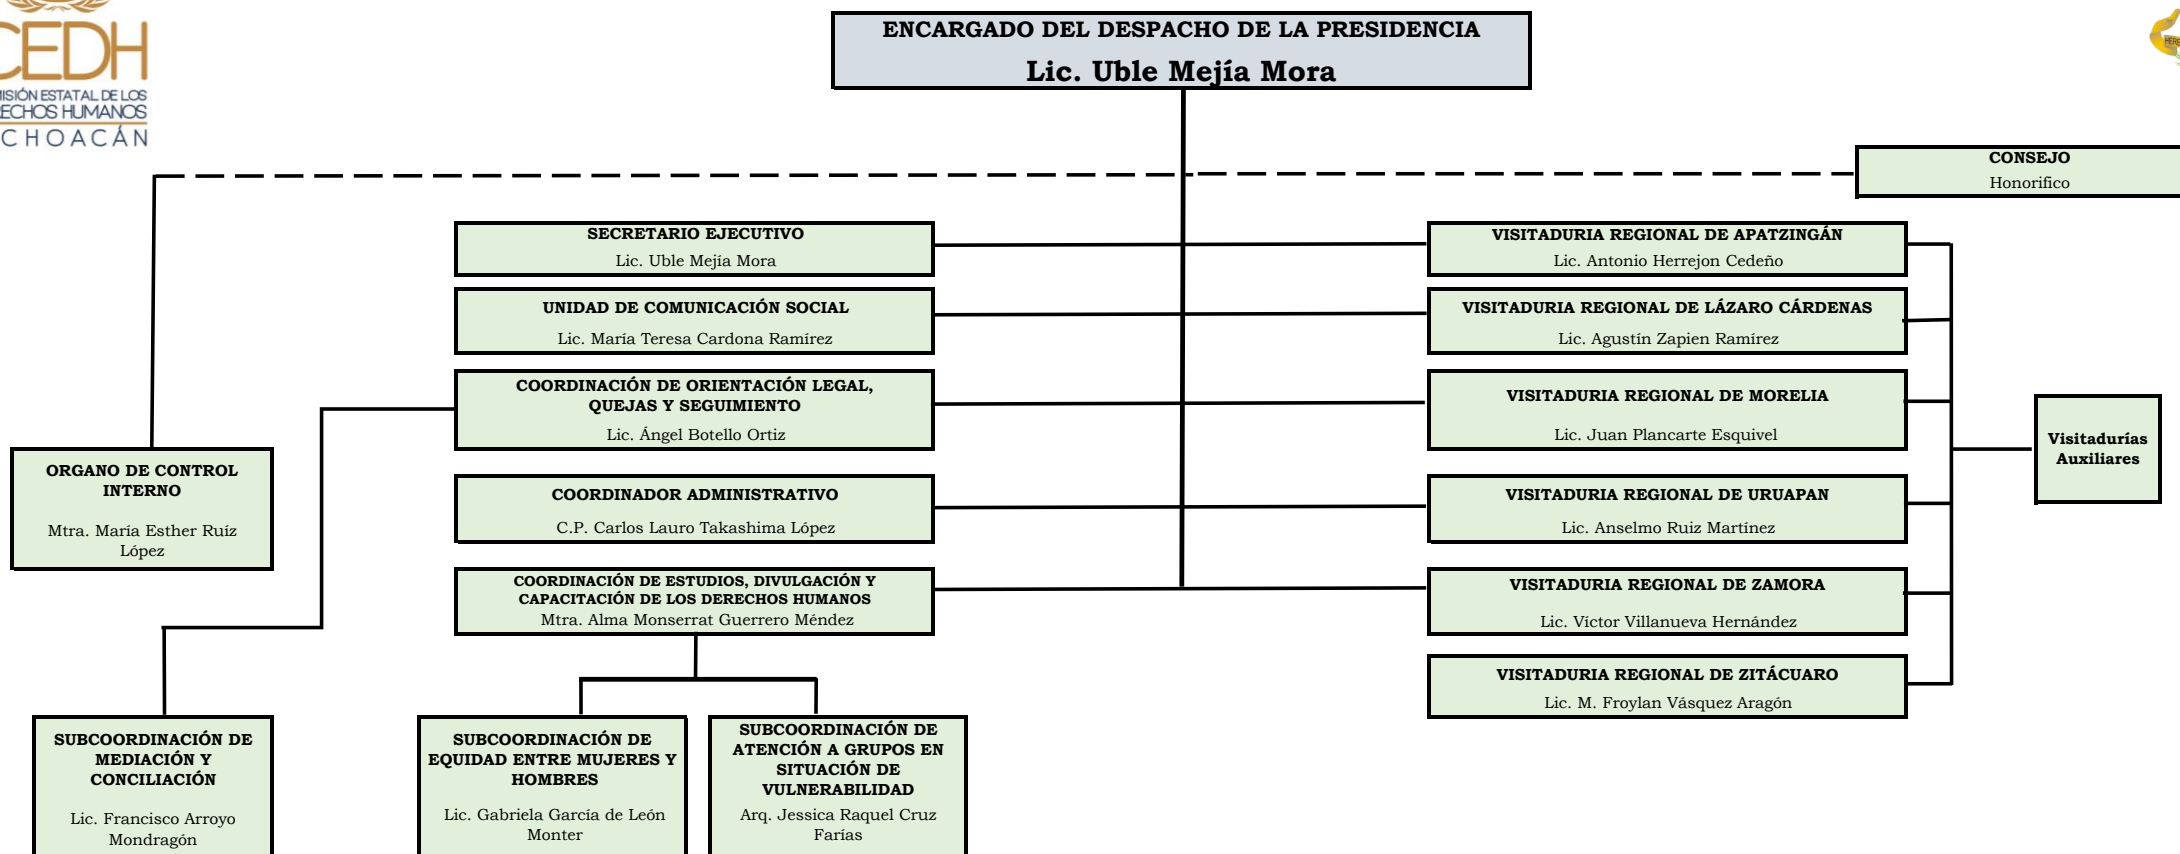 CEDH
ECHOS HUMANOS
ENCARGADO DEL DESPACHO DE LA PRESIDENCIA
Lic. Uble Mejía Mora
CONSEJO
Honorifico
SECRETARIO EJECUTIVO
Lic. Uble Mejía Mora
UNIDAD DE COMUNICACIÓN SOCIAL
Lic. María Teresa Cardona Ramírez
COORDINACIÓN DE ORIENTACIÓN LEGAL,
QUEJAS Y SEGUIMIENTO
Lic. Ángel Botello Ortiz
COORDINADOR ADMINISTRATIVO
C.P. Carlos Lauro Takashima López
COORDINACIÓN DE ESTUDIOS, DIVULGACIÓN Y
CAPACITACIÓN DE LOS DERECHOS HUMANOS
Mtra. Alma Monserrat Guerrero Méndez
VISITADURIA REGIONAL DE APATZINGÁN
Lic. Antonio Herrejon Cedeño
VISITADURIA REGIONAL DE LÁZARO CÁRDENAS
Lic. Agustín Zapien Ramírez
VISITADURIA REGIONAL DE MORELIA
Lic. Juan Plancarte Esquivel
VISITADURIA REGIONAL DE URUAPAN
Lic. Anselmo Ruiz Martínez
VISITADURIA REGIONAL DE ZAMORA
Lic. Victor Villanueva Hernández
VISITADURIA REGIONAL DE ZITÁCUARO
Lic. M. Froylan Vásquez Aragón
Visitadurías
Auxiliares
ORGANO DE CONTROL
INTERNO
Mtra. María Esther Ruíz
López
SUBCOORDINACIÓN DE
MEDIACIÓN Y
CONCILIACIÓN
Lic. Francisco Arroyo
Mondragón
SUBCOORDINACIÓN DE
EQUIDAD ENTRE MUJERES Y
HOMBRES
Lic. Gabriela García de León
Monter
SUBCOORDINACIÓN DE
ATENCIÓN A GRUPOS EN
SITUACIÓN DE
VULNERABILIDAD
Arq. Jessica Raquel Cruz
Farías